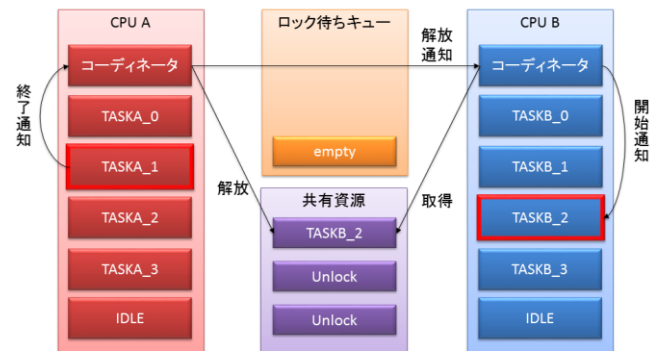 CPU A
コーディネータ
TASKA_0
TASKA_1
TASKA_2
TASKA_3
IDLE
終了通知
ロック待ちキュー
empty
解放
通知
解放
共有資源
TASKB_2
Unlock
Unlock
取得
CPU B
コーディネータ
TASKB_0
TASKB_1
TASKB_2
TASKB_3
IDLE
開始通知